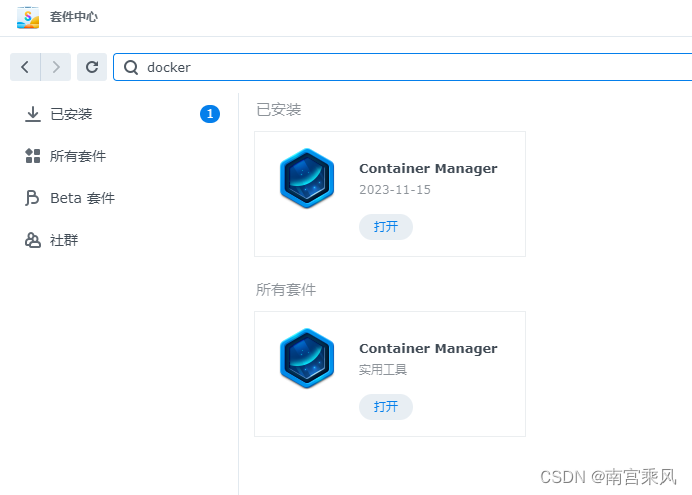 套件中心
docker
已安装
1
所有套件
Beta 套件
社群
已安装
Container Manager
2023-11-15
打开
所有套件
Container Manager
实用工具
打开
CSDN @南宫乘风